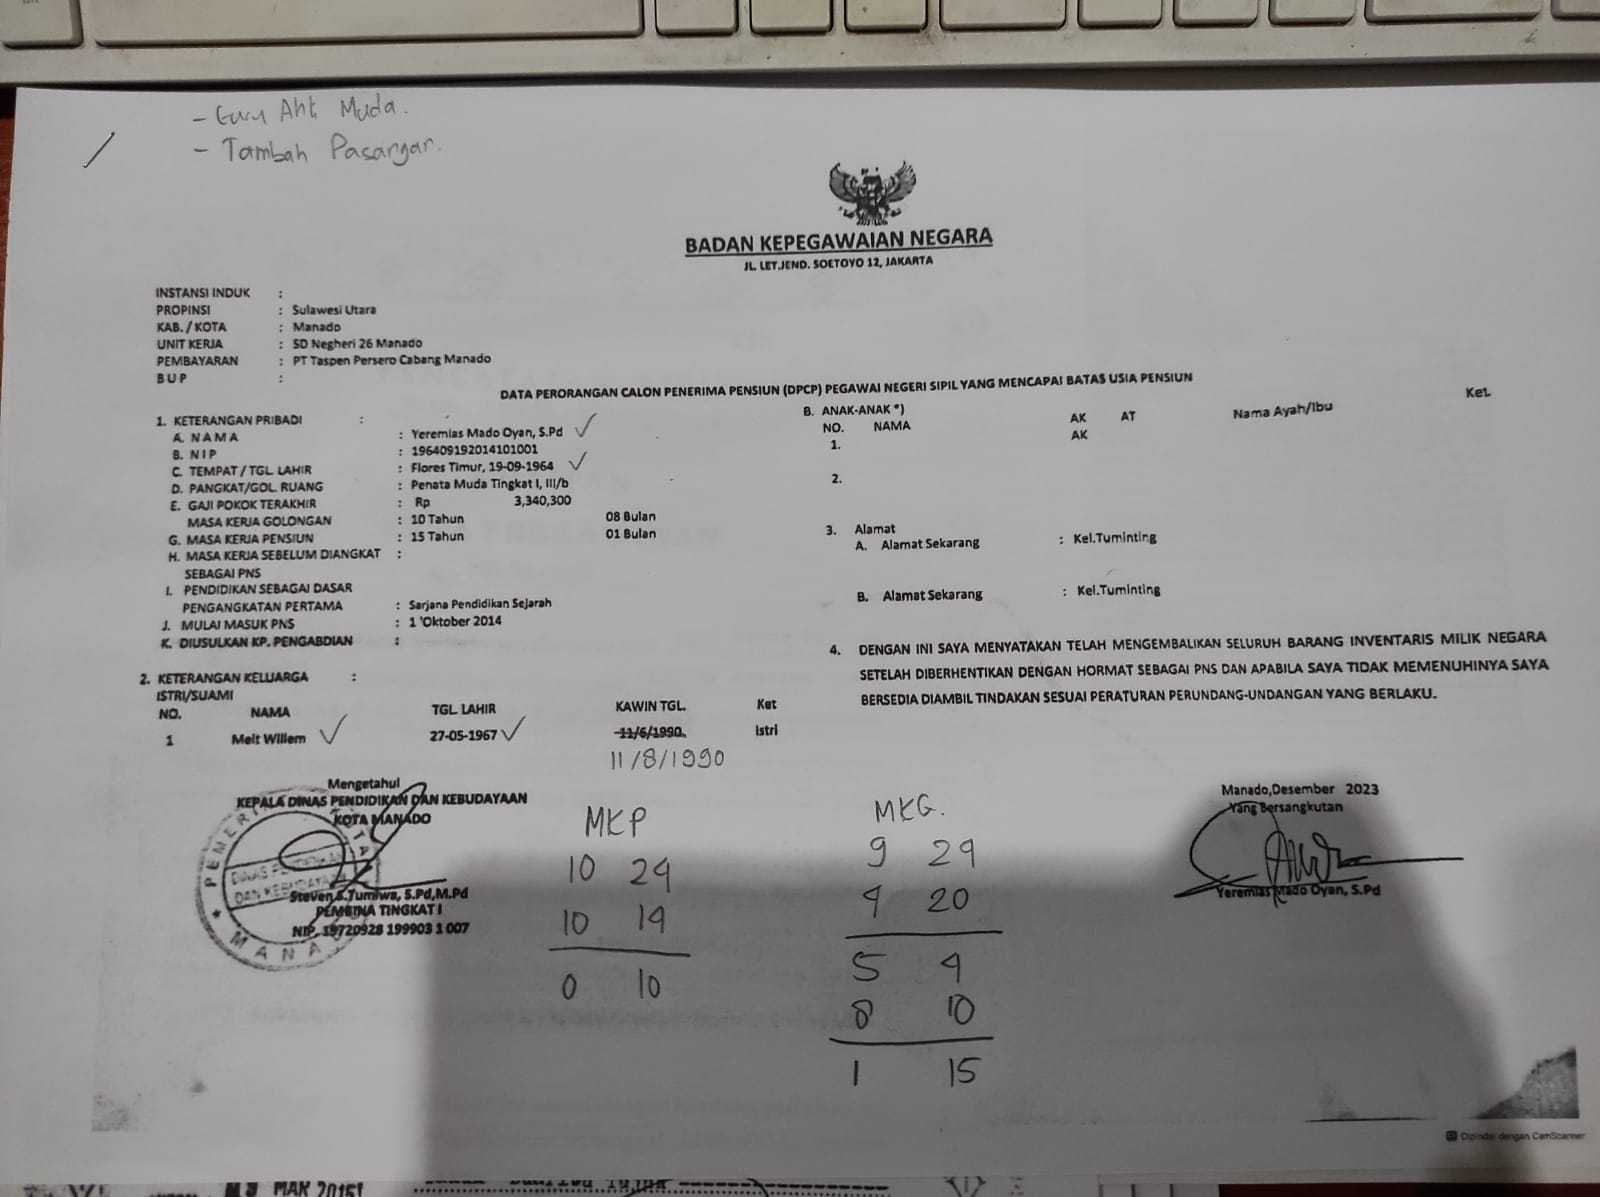 - Guru Ahli Muda.
- Tambah Pasangan.
BADAN KEPEGAWAIAN NEGARA
JL. LET.JEND. SOETOYO 12, JAKARTA
INSTANSI INDUK :
PROPINSI : Sulawesi Utara
KAB. / KOTA : Manado
UNIT KERJA : SD Negheri 26 Manado
PEMBAYARAN : PT Taspen Persero Cabang Manado
B U P :
DATA PERORANGAN CALON PENERIMA PENSIUN (DPCP) PEGAWAI NEGERI SIPIL YANG MENCAPAI BATAS USIA PENSIUN
Ket.
1. KETERANGAN PRIBADI :
A. N A M A : Yeremias Mado Oyan, S.Pd
B. N I P : 196409192014101001
C. TEMPAT / TGL. LAHIR : Flores Timur, 19-09-1964
D. PANGKAT/GOL. RUANG : Penata Muda Tingkat I, III/b
E. GAJI POKOK TERAKHIR : Rp 3,340,300
MASA KERJA GOLONGAN : 10 Tahun 08 Bulan
G. MASA KERJA PENSIUN : 15 Tahun 01 Bulan
H. MASA KERJA SEBELUM DIANGKAT :
SEBAGAI PNS
I. PENDIDIKAN SEBAGAI DASAR
PENGANGKATAN PERTAMA : Sarjana Pendidikan Sejarah
J. MULAI MASUK PNS : 1 'Oktober 2014
K. DIUSULKAN KP. PENGABDIAN :
2. KETERANGAN KELUARGA :
ISTRI/SUAMI
NO. NAMA TGL. LAHIR KAWIN TGL. Ket
1 Meit Willem 27-05-1967 11/6/1990. Istri
11/8/1990
B. ANAK-ANAK *)
NO. NAMA AK AT Nama Ayah/Ibu
AK
1.
2.
3. Alamat
A. Alamat Sekarang : Kel.Tuminting
B. Alamat Sekarang : Kel.Tuminting
4. DENGAN INI SAYA MENYATAKAN TELAH MENGEMBALIKAN SELURUH BARANG INVENTARIS MILIK NEGARA
SETELAH DIBERHENTIKAN DENGAN HORMAT SEBAGAI PNS DAN APABILA SAYA TIDAK MEMENUHINYA SAYA
BERSEDIA DIAMBIL TINDAKAN SESUAI PERATURAN PERUNDANG-UNDANGAN YANG BERLAKU.
Mengetahui
KEPALA DINAS PENDIDIKAN DAN KEBUDAYAAN
KOTA MANADO
DINAS PENDIDIKAN
DAN KEBUDAYAAN
MANADO
Steven S.Tumiwa, S.Pd,M.Pd
PEMBINA TINGKAT I
NIP. 19720928 199903 1 007
MKP
10 24
10 14
0 10
MKG.
9 24
4 20
5 4
8 10
1 15
Manado,Desember 2023
Yang Bersangkutan
Yeremias Mado Oyan, S.Pd
Dipindai dengan CamScanner
MAR 2015